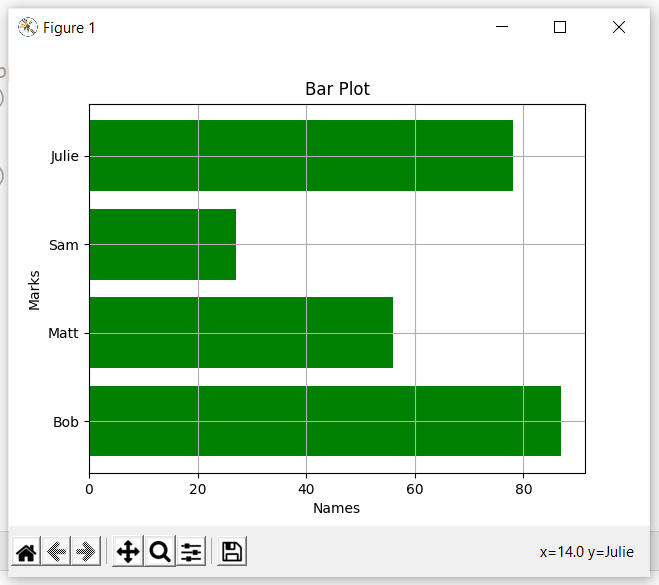 Figure 1
Bar Plot
Julie
Sam
Matt
Bob
Marks
0 20 40 60 80
Names
x=14.0 y=Julie